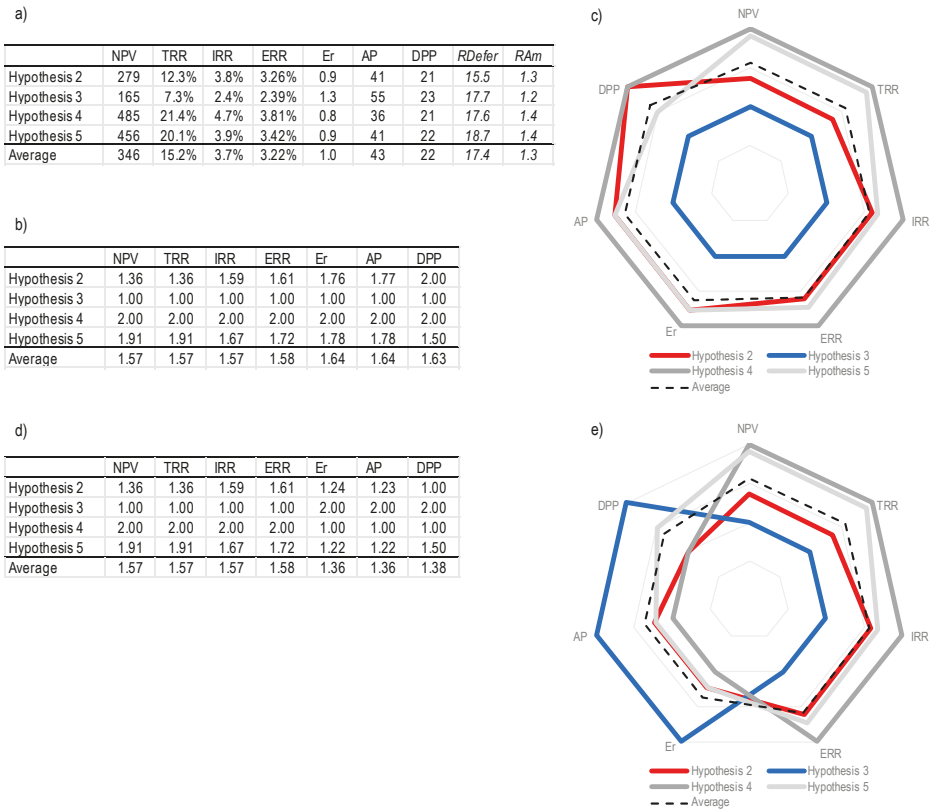 a)
NPV TRR IRR ERR Er AP DPP RDefer RAm
Hypothesis 2 279 12.3% 3.8% 3.26% 0.9 41 21 15.5 1.3
Hypothesis 3 165 7.3% 2.4% 2.39% 1.3 55 23 17.7 1.2
Hypothesis 4 485 21.4% 4.7% 3.81% 0.8 36 21 17.6 1.4
Hypothesis 5 456 20.1% 3.9% 3.42% 0.9 41 22 18.7 1.4
Average 346 15.2% 3.7% 3.22% 1.0 43 22 17.4 1.3
b)
NPV TRR IRR ERR Er AP DPP
Hypothesis 2 1.36 1.36 1.59 1.61 1.76 1.77 2.00
Hypothesis 3 1.00 1.00 1.00 1.00 1.00 1.00 1.00
Hypothesis 4 2.00 2.00 2.00 2.00 2.00 2.00 2.00
Hypothesis 5 1.91 1.91 1.67 1.72 1.78 1.78 1.50
Average 1.57 1.57 1.57 1.58 1.64 1.64 1.63
c)
NPV
DPP
TRR
AP
IRR
Er
ERR
Hypothesis 2 Hypothesis 3
Hypothesis 4 Hypothesis 5
Average
d)
NPV TRR IRR ERR Er AP DPP
Hypothesis 2 1.36 1.36 1.59 1.61 1.24 1.23 1.00
Hypothesis 3 1.00 1.00 1.00 1.00 2.00 2.00 2.00
Hypothesis 4 2.00 2.00 2.00 2.00 1.00 1.00 1.00
Hypothesis 5 1.91 1.91 1.67 1.72 1.22 1.22 1.50
Average 1.57 1.57 1.57 1.58 1.36 1.36 1.38
e)
NPV
DPP
TRR
AP
IRR
Er
ERR
Hypothesis 2 Hypothesis 3
Hypothesis 4 Hypothesis 5
Average